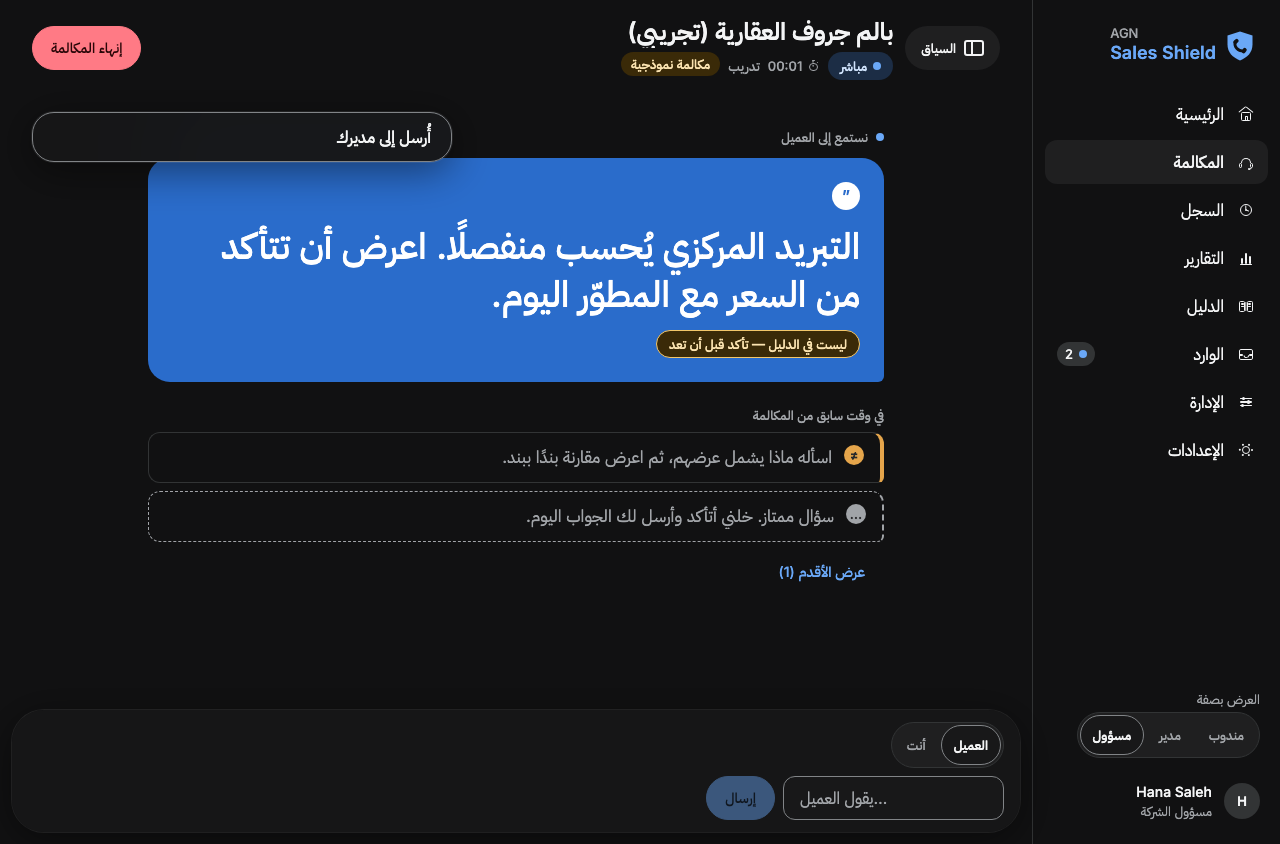 AGN
Sales Shield
الرئيسية
المكالمة
السجل
التقارير
الدليل
الوارد
2
الإدارة
الإعدادات
العرض بصفة
مندوب
مدير
مسؤول
H
Hana Saleh
مسؤول الشركة
السياق
بالم جروف العقارية (تجريبي)
مباشر
00:01
تدريب
مكالمة نموذجية
إنهاء المكالمة
أُرسل إلى مديرك
نستمع إلى العميل
"
التبريد المركزي يُحسب منفصلًا. اعرض أن تتأكد
من السعر مع المطوّر اليوم.
ليست في الدليل — تأكد قبل أن تعد
في وقت سابق من المكالمة
≠
اسأله ماذا يشمل عرضهم، ثم اعرض مقارنة بندًا ببند.
…
سؤال ممتاز. خلني أتأكد وأرسل لك الجواب اليوم.
عرض الأقدم (1)
العميل
أنت
يقول العميل…
إرسال